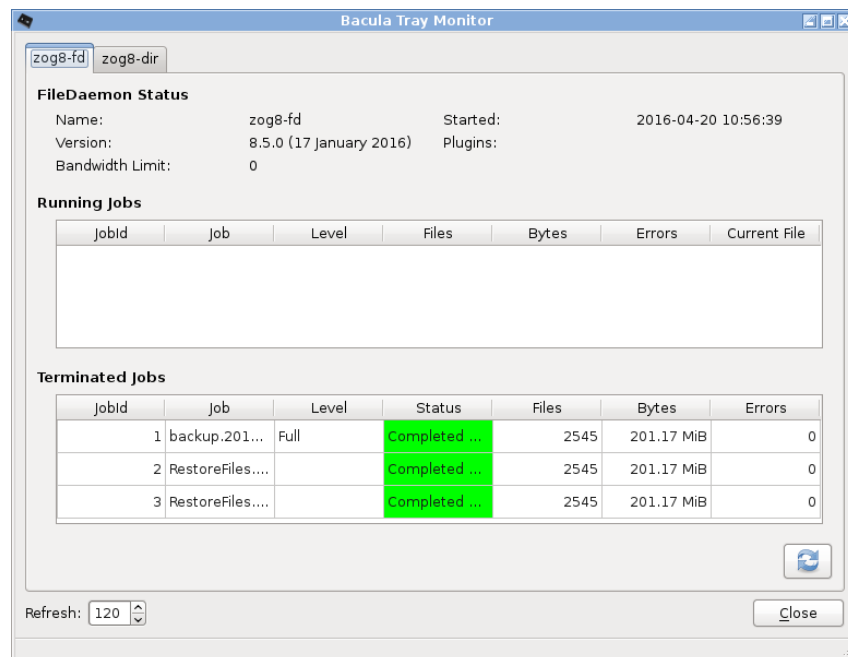 Bacula Tray Monitor
zog8-fd zog8-dir
FileDaemon Status
Name: zog8-fd Started: 2016-04-20 10:56:39
Version: 8.5.0 (17 January 2016) Plugins:
Bandwidth Limit: 0
Running Jobs
JobId Job Level Files Bytes Errors Current File
Terminated Jobs
JobId Job Level Status Files Bytes Errors
1 backup.201... Full Completed ... 2545 201.17 MiB 0
2 RestoreFiles.... Completed ... 2545 201.17 MiB 0
3 RestoreFiles.... Completed ... 2545 201.17 MiB 0
Refresh: 120 Close